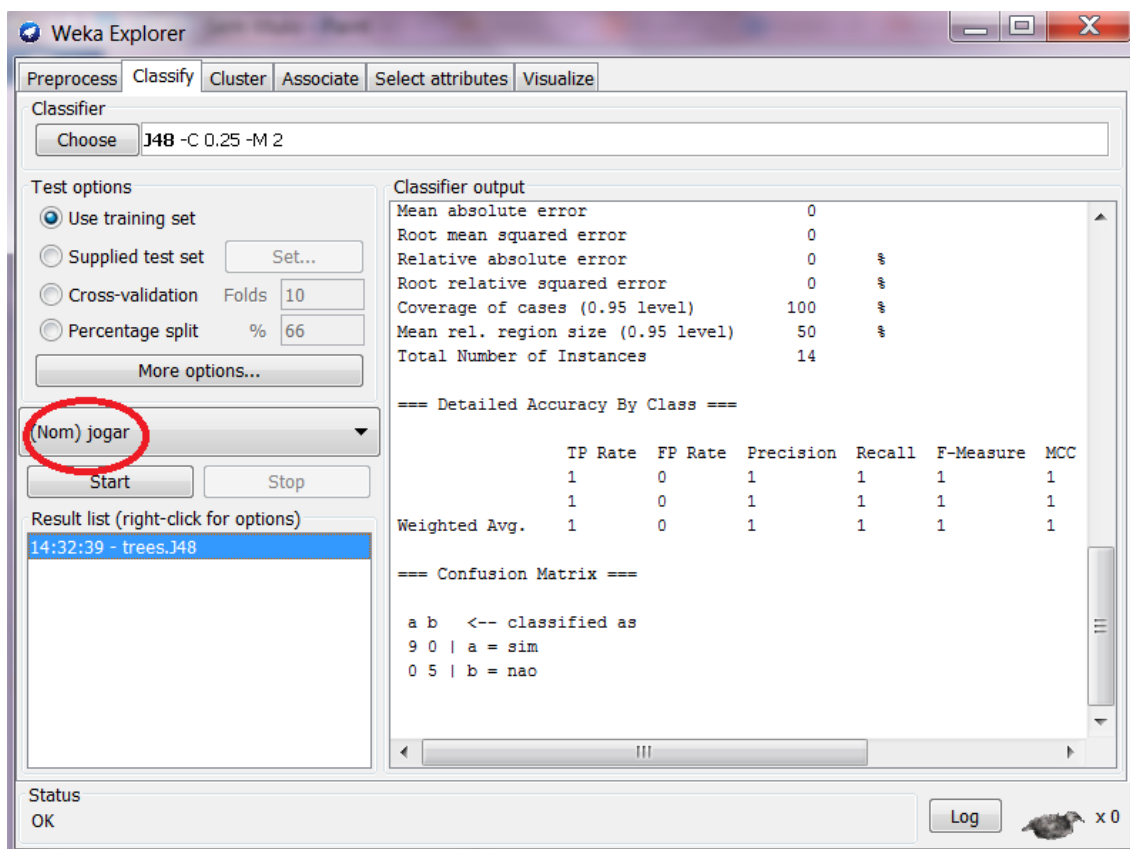 Weka Explorer
Preprocess Classify Cluster Associate Select attributes Visualize
Classifier
Choose J48 -C 0.25 -M 2
Test options
Use training set
Supplied test set Set...
Cross-validation Folds 10
Percentage split % 66
More options...
(Nom) jogar
Start Stop
Result list (right-click for options)
14:32:39 - trees.J48
Classifier output
Mean absolute error 0
Root mean squared error 0
Relative absolute error 0 %
Root relative squared error 0 %
Coverage of cases (0.95 level) 100 %
Mean rel. region size (0.95 level) 50 %
Total Number of Instances 14
=== Detailed Accuracy By Class ===
TP Rate FP Rate Precision Recall F-Measure MCC
1 0 1 1 1 1
1 0 1 1 1 1
Weighted Avg. 1 0 1 1 1 1
=== Confusion Matrix ===
a b <-- classified as
9 0 | a = sim
0 5 | b = nao
Status
OK
Log x 0